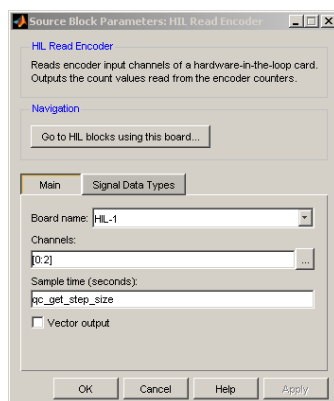 Source Block Parameters: HIL Read Encoder
HIL Read Encoder
Reads encoder input channels of a hardware-in-the-loop card.
Outputs the count values read from the encoder counters.
Navigation
Go to HIL blocks using this board...
Main
Signal Data Types
Board name:
HIL-1
Channels:
[0:2]
...
Sample time (seconds):
qc_get_step_size
Vector output
OK
Cancel
Help
Apply